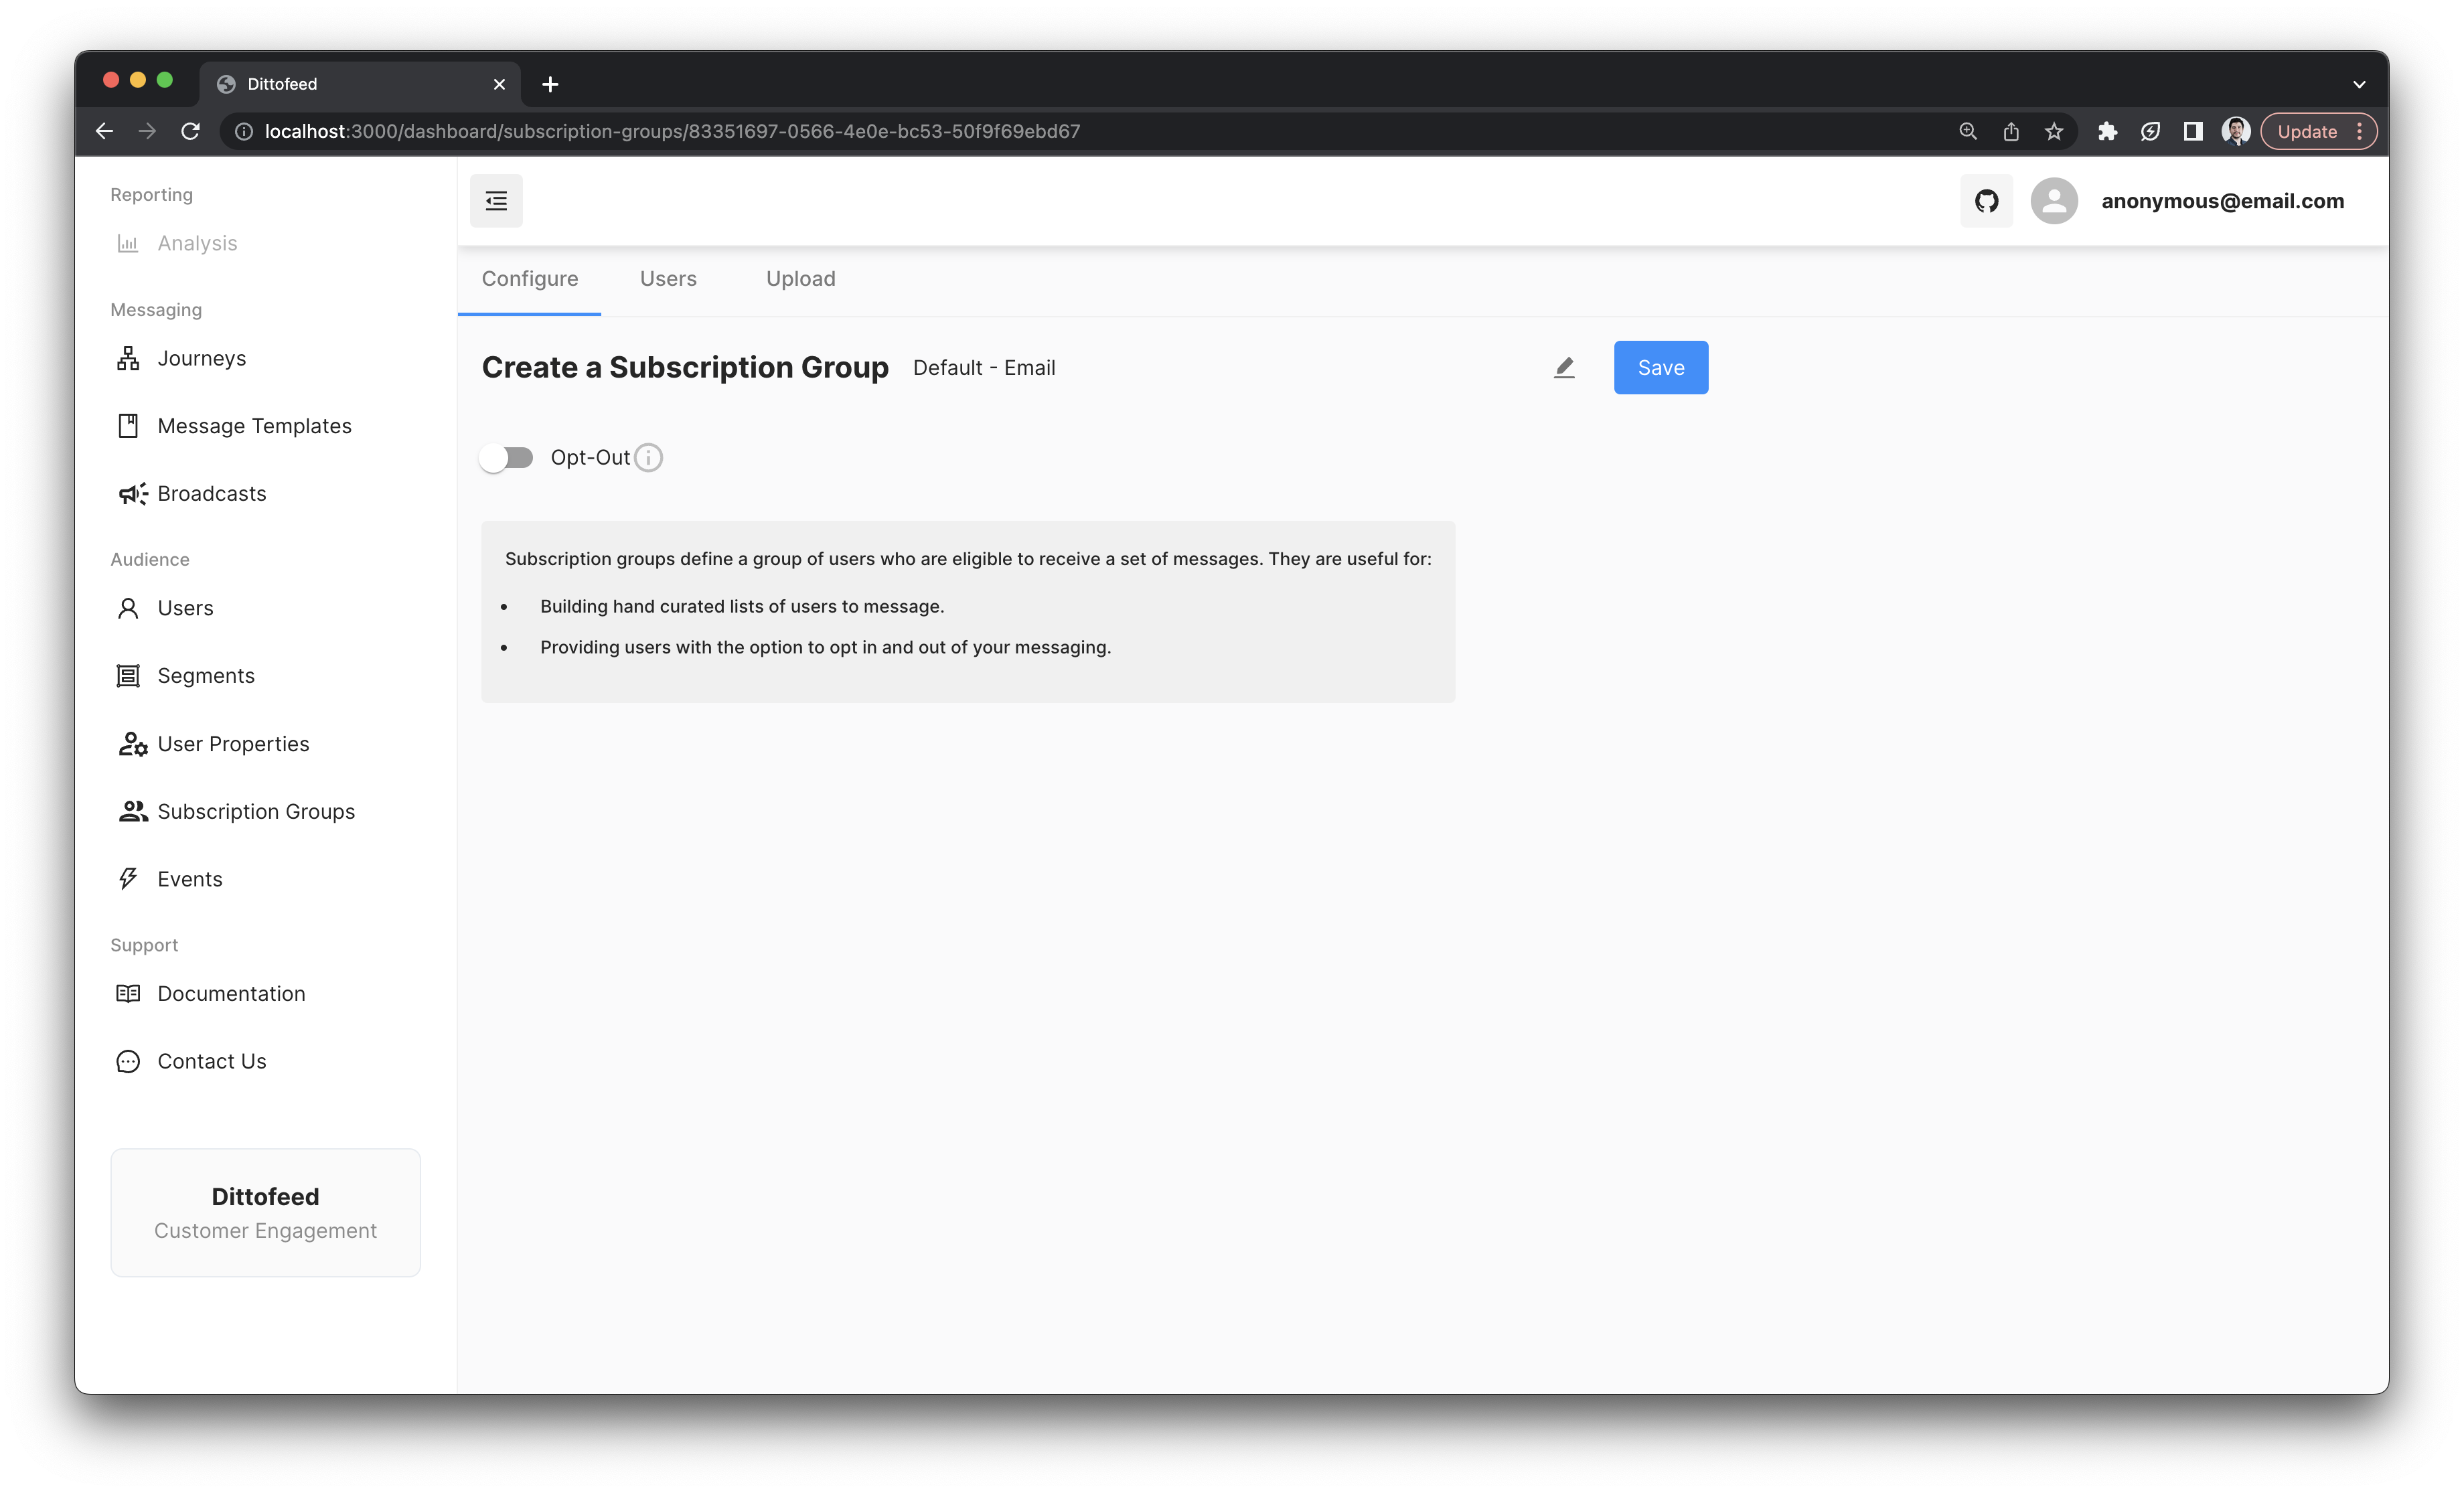 Dittofeed
localhost:3000/dashboard/subscription-groups/83351697-0566-4e0e-bc53-50f9f69ebd67
Update
Reporting
Analysis
Messaging
Journeys
Message Templates
Broadcasts
Audience
Users
Segments
User Properties
Subscription Groups
Events
Support
Documentation
Contact Us
Dittofeed
Customer Engagement
anonymous@email.com
Configure Users Upload
Create a Subscription Group Default - Email Save
Opt-Out
Subscription groups define a group of users who are eligible to receive a set of messages. They are useful for:
• Building hand curated lists of users to message.
• Providing users with the option to opt in and out of your messaging.